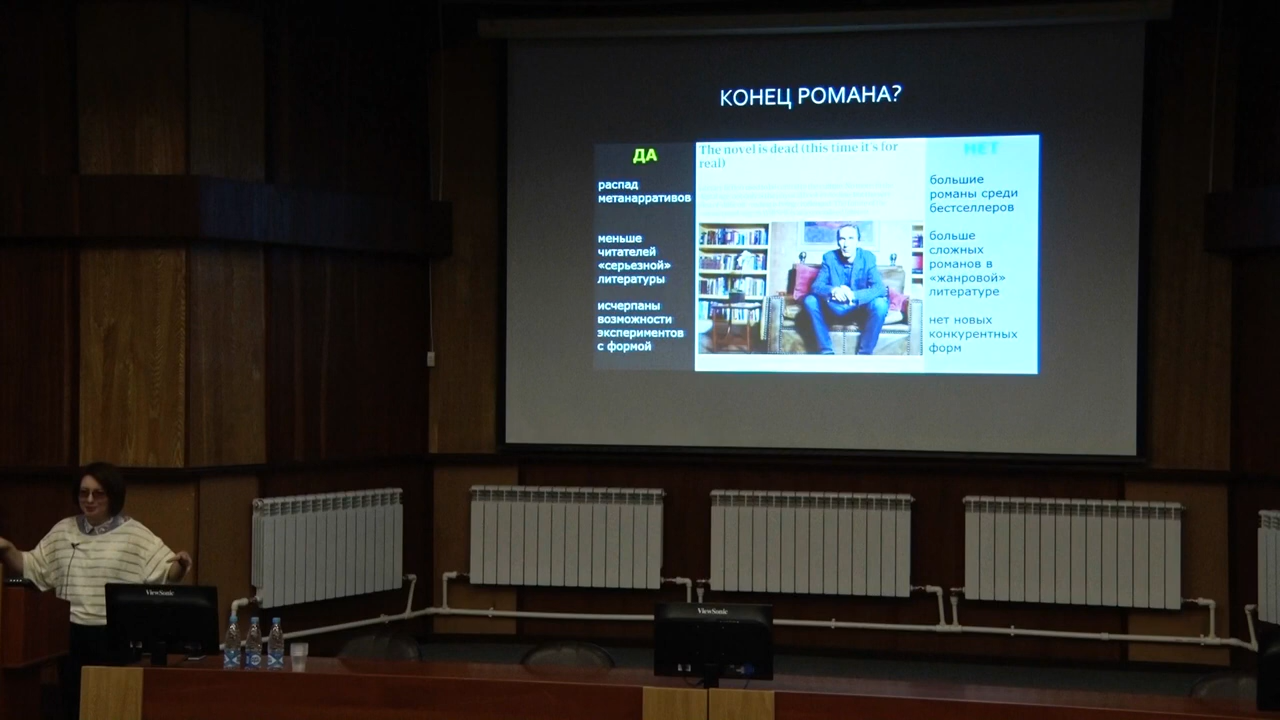 КОНЕЦ РОМАНА?
ДА
распад
метанарративов
меньше
читателей
«серьезной»
литературы
исчерпаны
возможности
экспериментов
с формой
The novel is dead (this time it's for
real)
НЕТ
большие
романы среди
бестселлеров
больше
сложных
романов в
«жанровой»
литературе
нет новых
конкурентных
форм
ViewSonic
ViewSonic